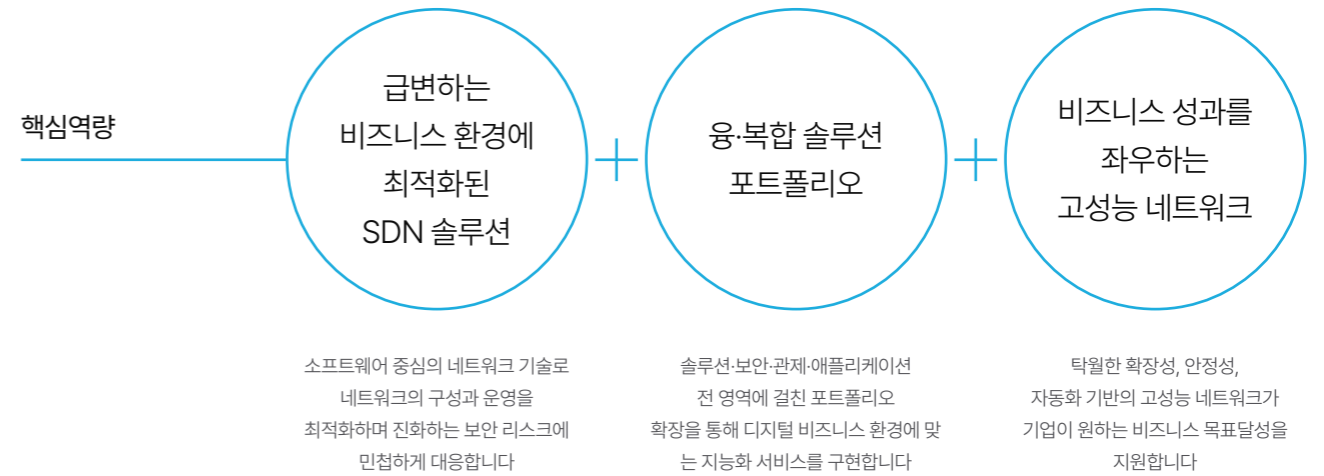 핵심역량
급변하는
비즈니스 환경에
최적화된
SDN 솔루션
융·복합 솔루션
포트폴리오
비즈니스 성과를
좌우하는
고성능 네트워크
소프트웨어 중심의 네트워크 기술로
네트워크의 구성과 운영을
최적화하며 진화하는 보안 리스크에
민첩하게 대응합니다
솔루션·보안·관제·애플리케이션
전 영역에 걸친 포트폴리오
확장을 통해 디지털 비즈니스 환경에 맞
는 지능화 서비스를 구현합니다
탁월한 확장성, 안정성,
자동화 기반의 고성능 네트워크가
기업이 원하는 비즈니스 목표달성을
지원합니다